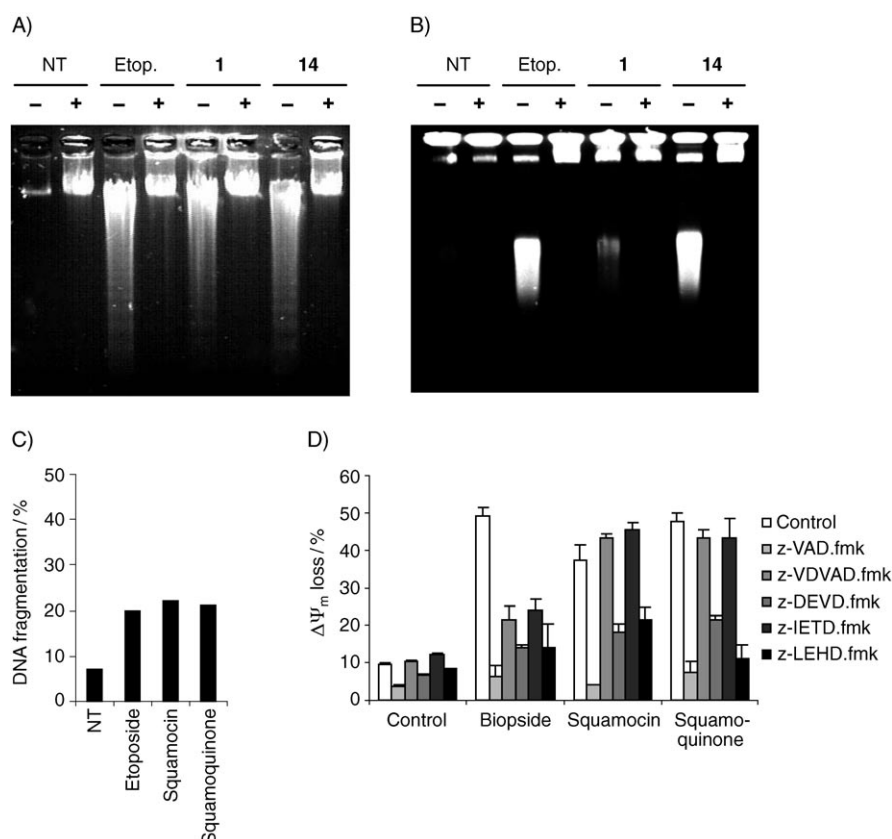 A)
NT Etop. 1 14
– + – + – + – +
B)
NT Etop. 1 14
– + – + – + – +
C)
DNA fragmentation / %
50
40
30
20
10
0
NT
Etoposide
Squamocin
Squamoquinone
D)
ΔΨm loss / %
60
50
40
30
20
10
0
Control
Biopside
Squamocin
Squamo-
quinone
Control
z-VAD.fmk
z-VDVAD.fmk
z-DEVD.fmk
z-IETD.fmk
z-LEHD.fmk